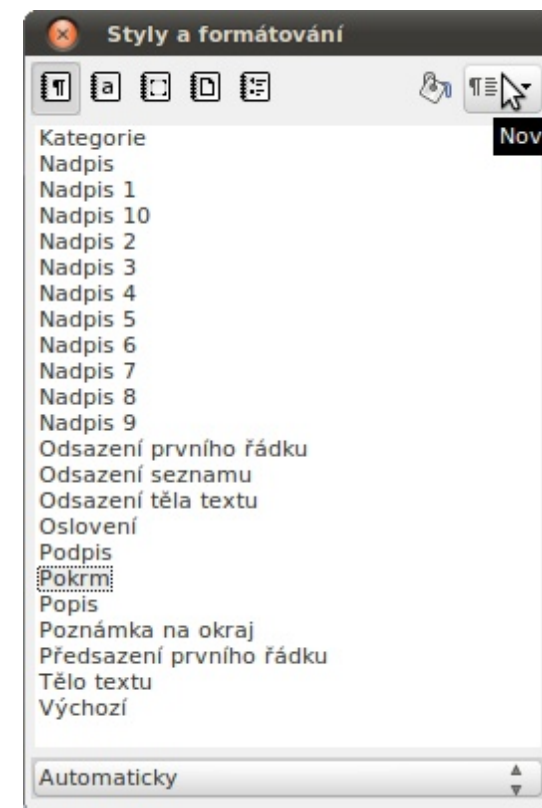 Styly a formátování
Nov
Kategorie
Nadpis
Nadpis 1
Nadpis 10
Nadpis 2
Nadpis 3
Nadpis 4
Nadpis 5
Nadpis 6
Nadpis 7
Nadpis 8
Nadpis 9
Odsazení prvního řádku
Odsazení seznamu
Odsazení těla textu
Oslovení
Podpis
Pokrm
Popis
Poznámka na okraj
Předsazení prvního řádku
Tělo textu
Výchozí
Automaticky